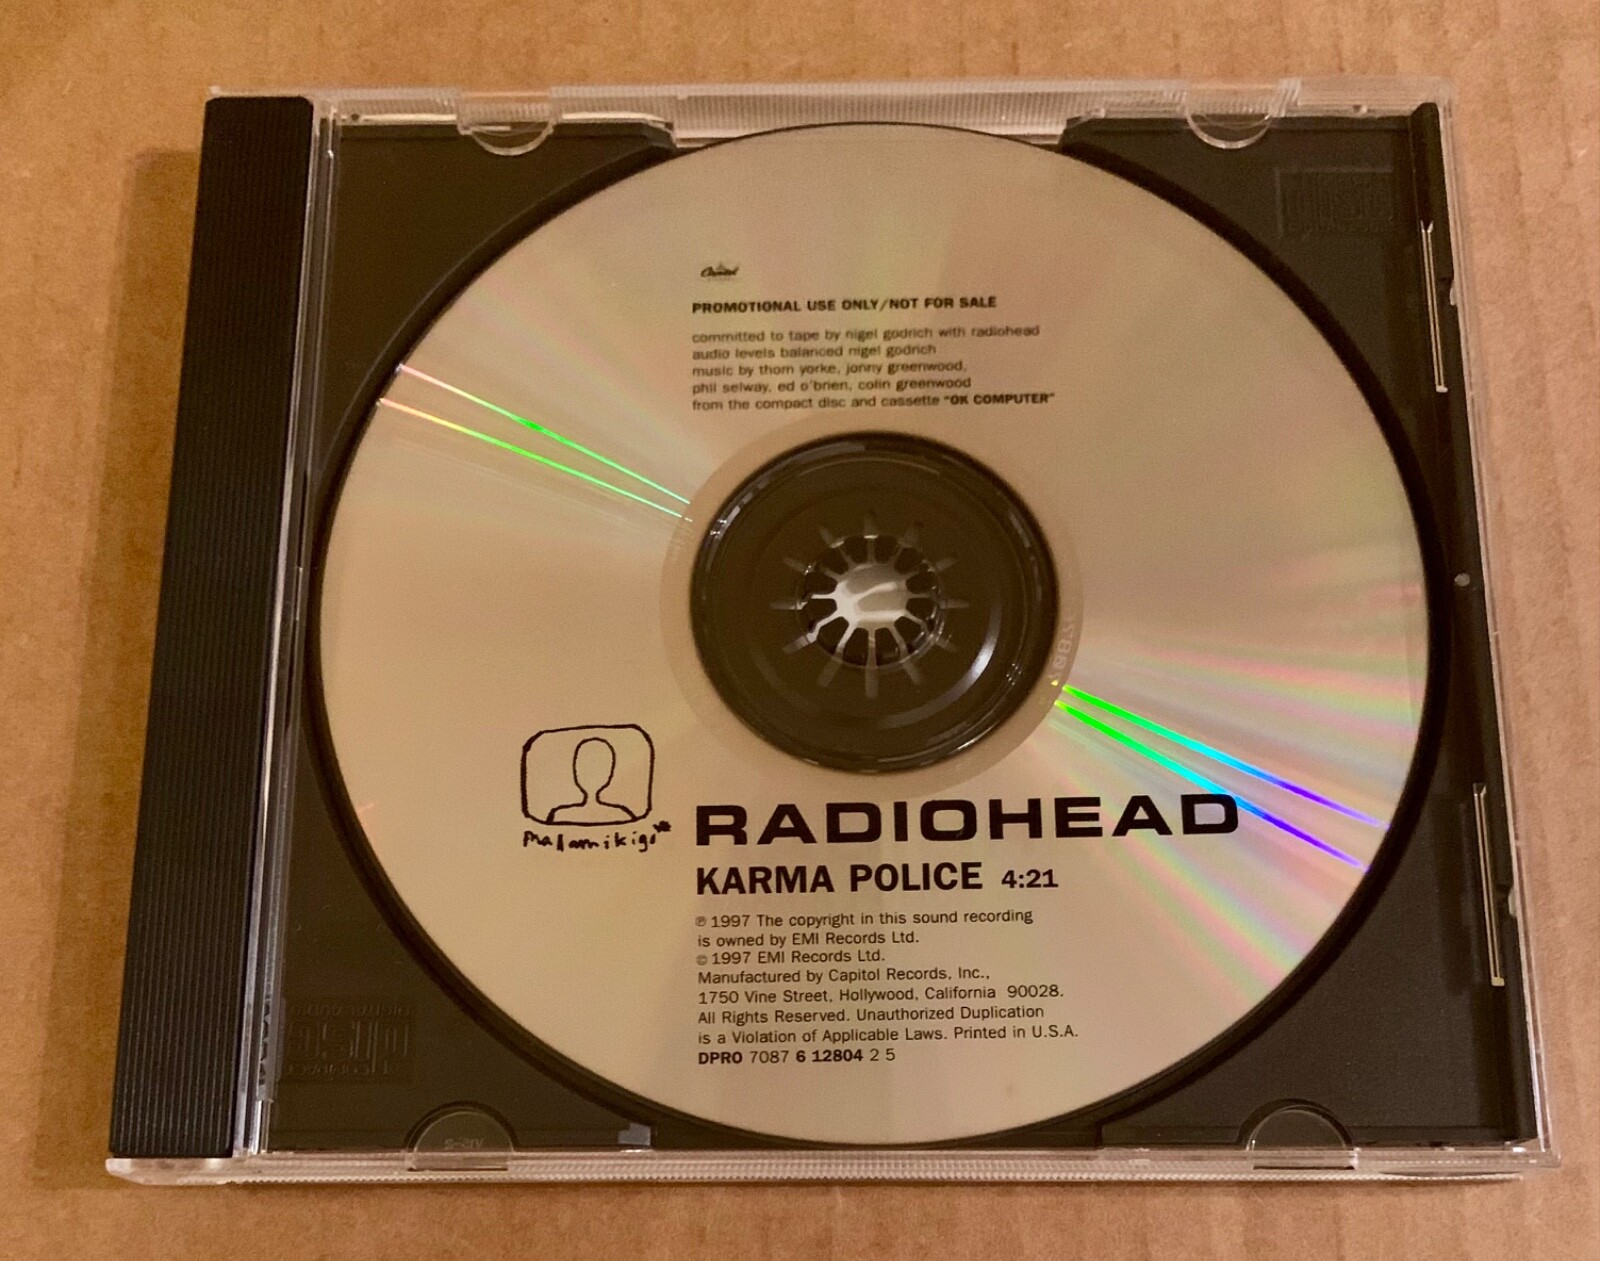 Capitol
PROMOTIONAL USE ONLY/NOT FOR SALE
committed to tape by nigel godrich with radiohead
audio levels balanced nigel godrich
music by thom yorke, jonny greenwood,
phil selway, ed o'brien, colin greenwood
from the compact disc and cassette "OK COMPUTER"
malamikigo
RADIOHEAD
KARMA POLICE 4:21
℗ 1997 The copyright in this sound recording
is owned by EMI Records Ltd.
© 1997 EMI Records Ltd.
Manufactured by Capitol Records, Inc.,
1750 Vine Street, Hollywood, California 90028.
All Rights Reserved. Unauthorized Duplication
is a Violation of Applicable Laws. Printed in U.S.A.
DPRO 7087 6 12804 2 5